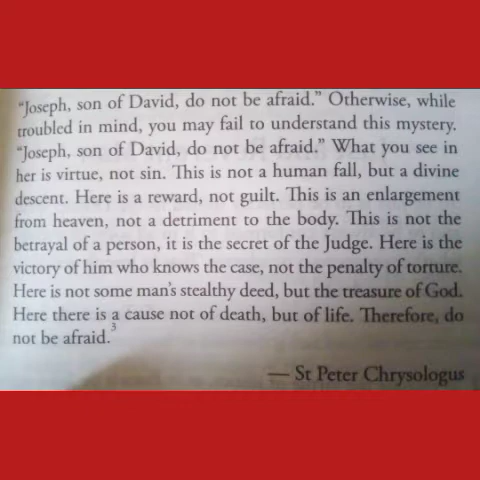 “Joseph, son of David, do not be afraid.” Otherwise, while
troubled in mind, you may fail to understand this mystery.
“Joseph, son of David, do not be afraid.” What you see in
her is virtue, not sin. This is not a human fall, but a divine
descent. Here is a reward, not guilt. This is an enlargement
from heaven, not a detriment to the body. This is not the
betrayal of a person, it is the secret of the Judge. Here is the
victory of him who knows the case, not the penalty of torture.
Here is not some man’s stealthy deed, but the treasure of God.
Here there is a cause not of death, but of life. Therefore, do
not be afraid.³
— St Peter Chrysologus